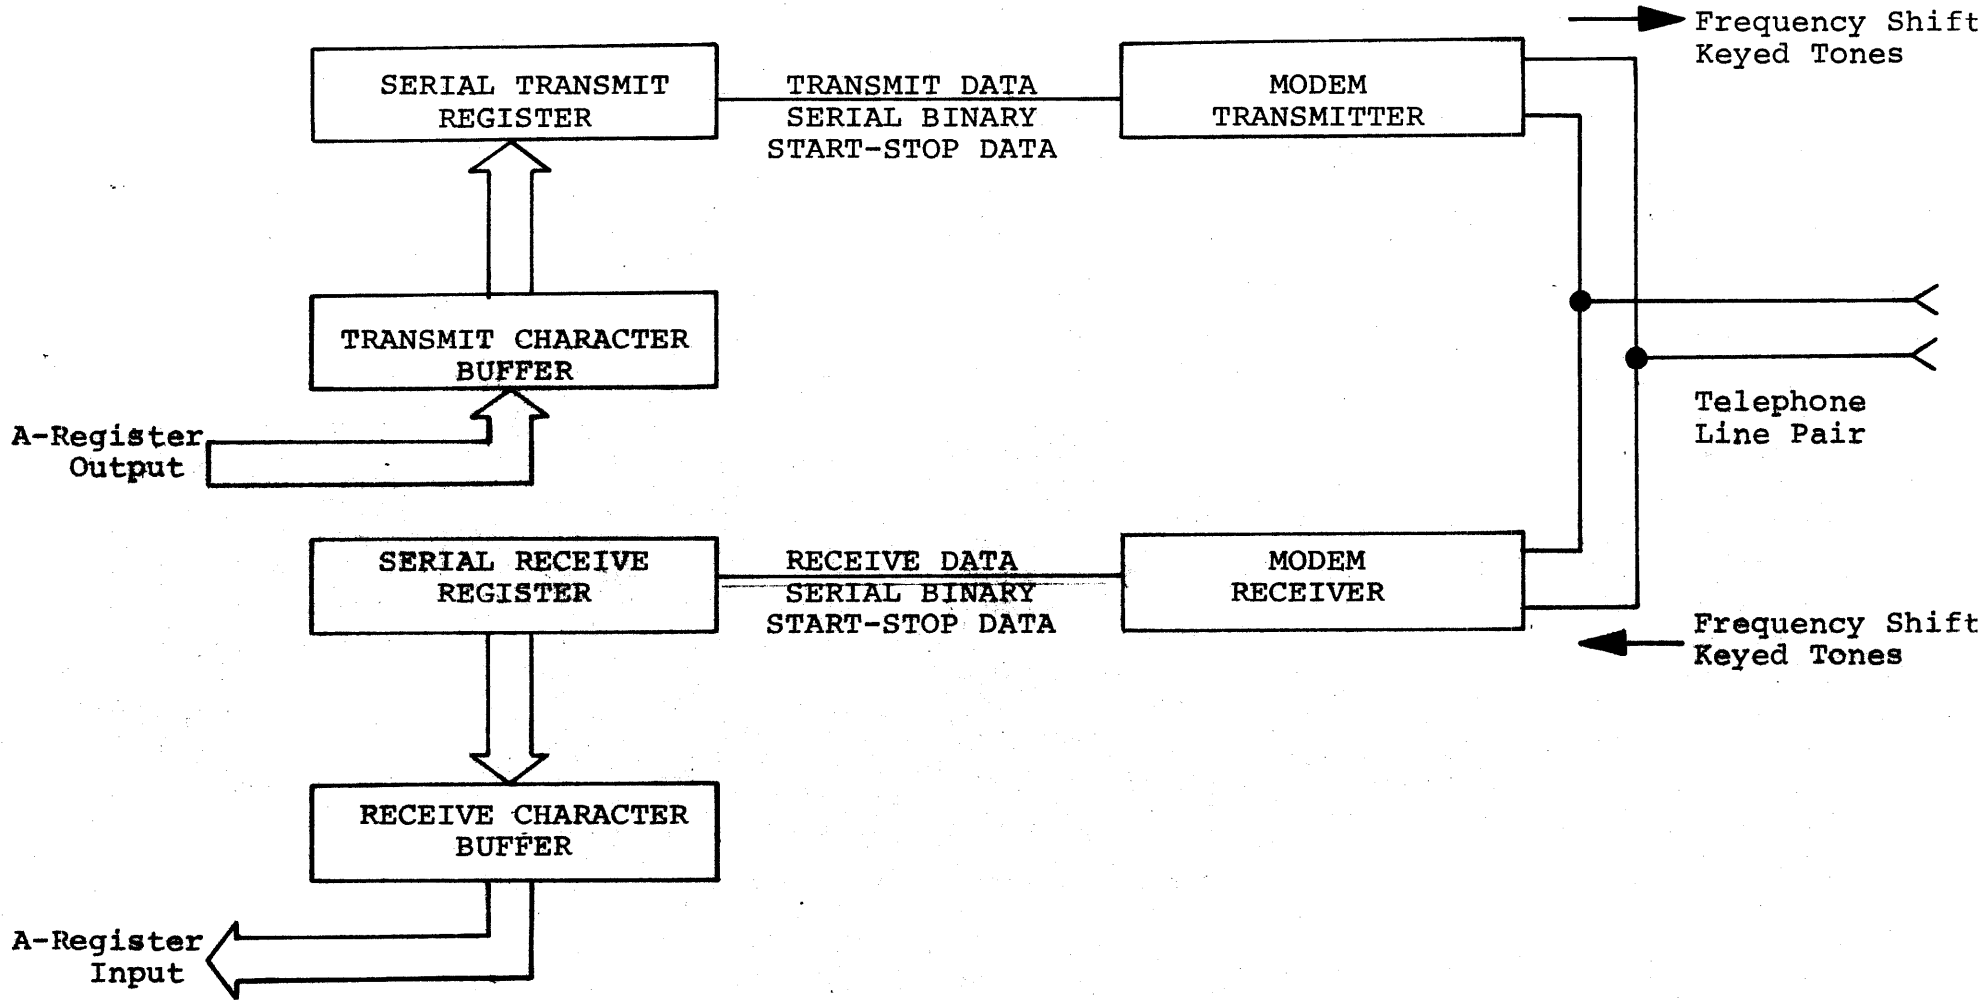 Frequency Shift
Keyed Tones
SERIAL TRANSMIT
REGISTER
TRANSMIT DATA
SERIAL BINARY
START-STOP DATA
MODEM
TRANSMITTER
TRANSMIT CHARACTER
BUFFER
A-Register
Output
Telephone
Line Pair
SERIAL RECEIVE
REGISTER
RECEIVE DATA
SERIAL BINARY
START-STOP DATA
MODEM
RECEIVER
Frequency Shift
Keyed Tones
RECEIVE CHARACTER
BUFFER
A-Register
Input